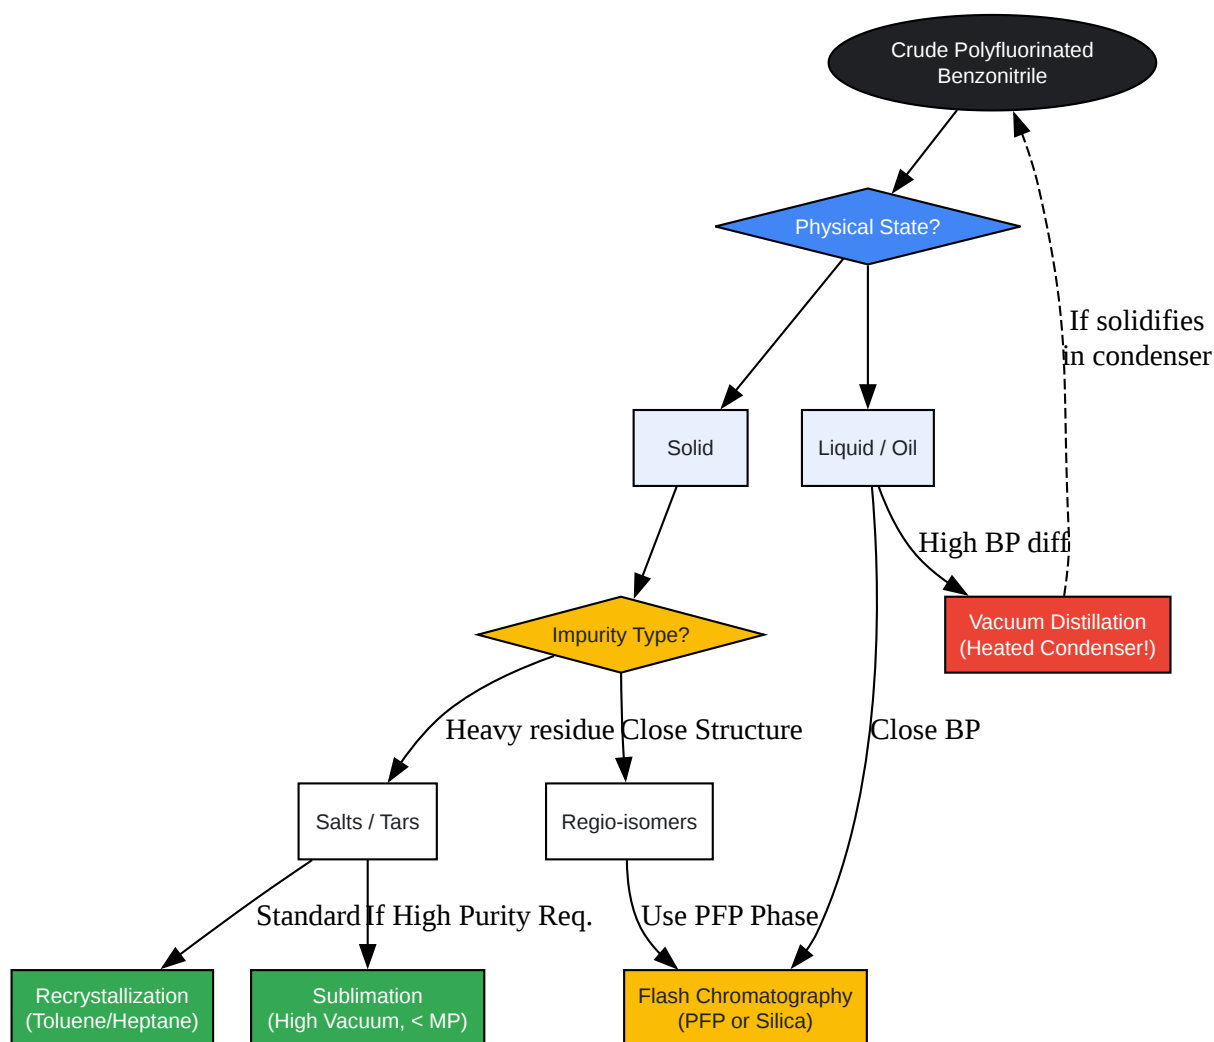 Crude Polyfluorinated
Benzonitrile
Physical State?
If solidifies
in condenser
Solid
Liquid / Oil
High BP diff
Impurity Type?
Vacuum Distillation
(Heated Condenser!)
Heavy residue
Close Structure
Close BP
Salts / Tars
Regio-isomers
Standard
If High Purity Req.
Use PFP Phase
Recrystallization
(Toluene/Heptane)
Sublimation
(High Vacuum, < MP)
Flash Chromatography
(PFP or Silica)